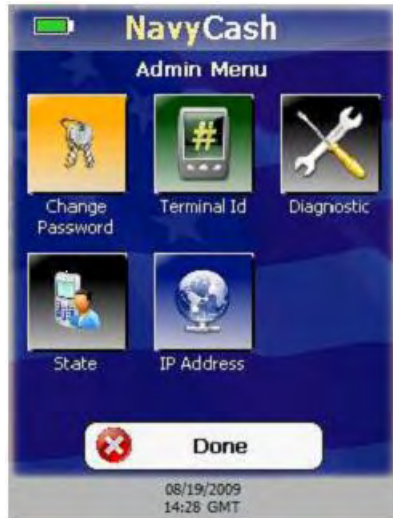 NavyCash
Admin Menu
Change
Password
Terminal Id
#
Diagnostic
State
IP Address
Done
08/19/2009
14:28 GMT